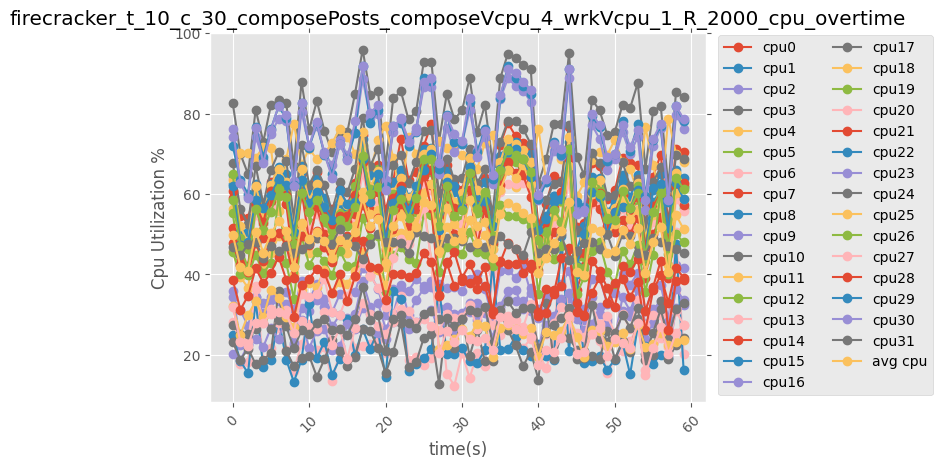 firecracker_t_10_c_30_composePosts_composeVcpu_4_wrkVcpu_1_R_2000_cpu_overtime
100
80
60
40
20
Cpu Utilization %
0
10
20
30
40
50
60
time(s)
cpu0
cpu1
cpu2
cpu3
cpu4
cpu5
cpu6
cpu7
cpu8
cpu9
cpu10
cpu11
cpu12
cpu13
cpu14
cpu15
cpu16
cpu17
cpu18
cpu19
cpu20
cpu21
cpu22
cpu23
cpu24
cpu25
cpu26
cpu27
cpu28
cpu29
cpu30
cpu31
avg cpu